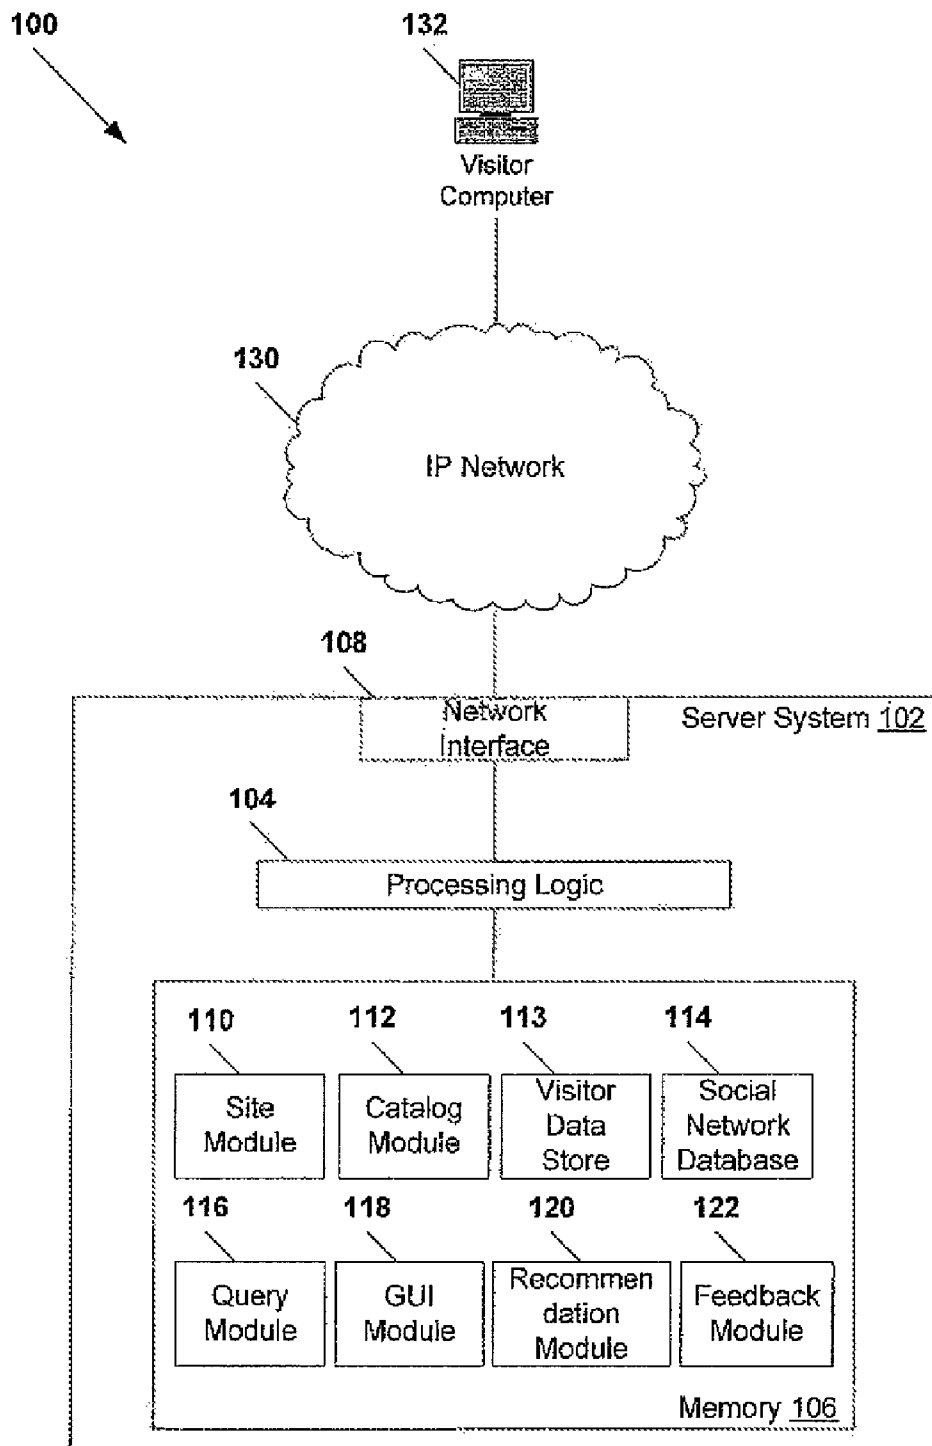 100
132
Visitor
Computer
130
IP Network
108
Network
Interface
Server System 102
104
Processing Logic
110
112
113
114
Site
Module
Catalog
Module
Visitor
Data
Store
Social
Network
Database
116
118
120
122
Query
Module
GUI
Module
Recommen
dation
Module
Feedback
Module
Memory 106